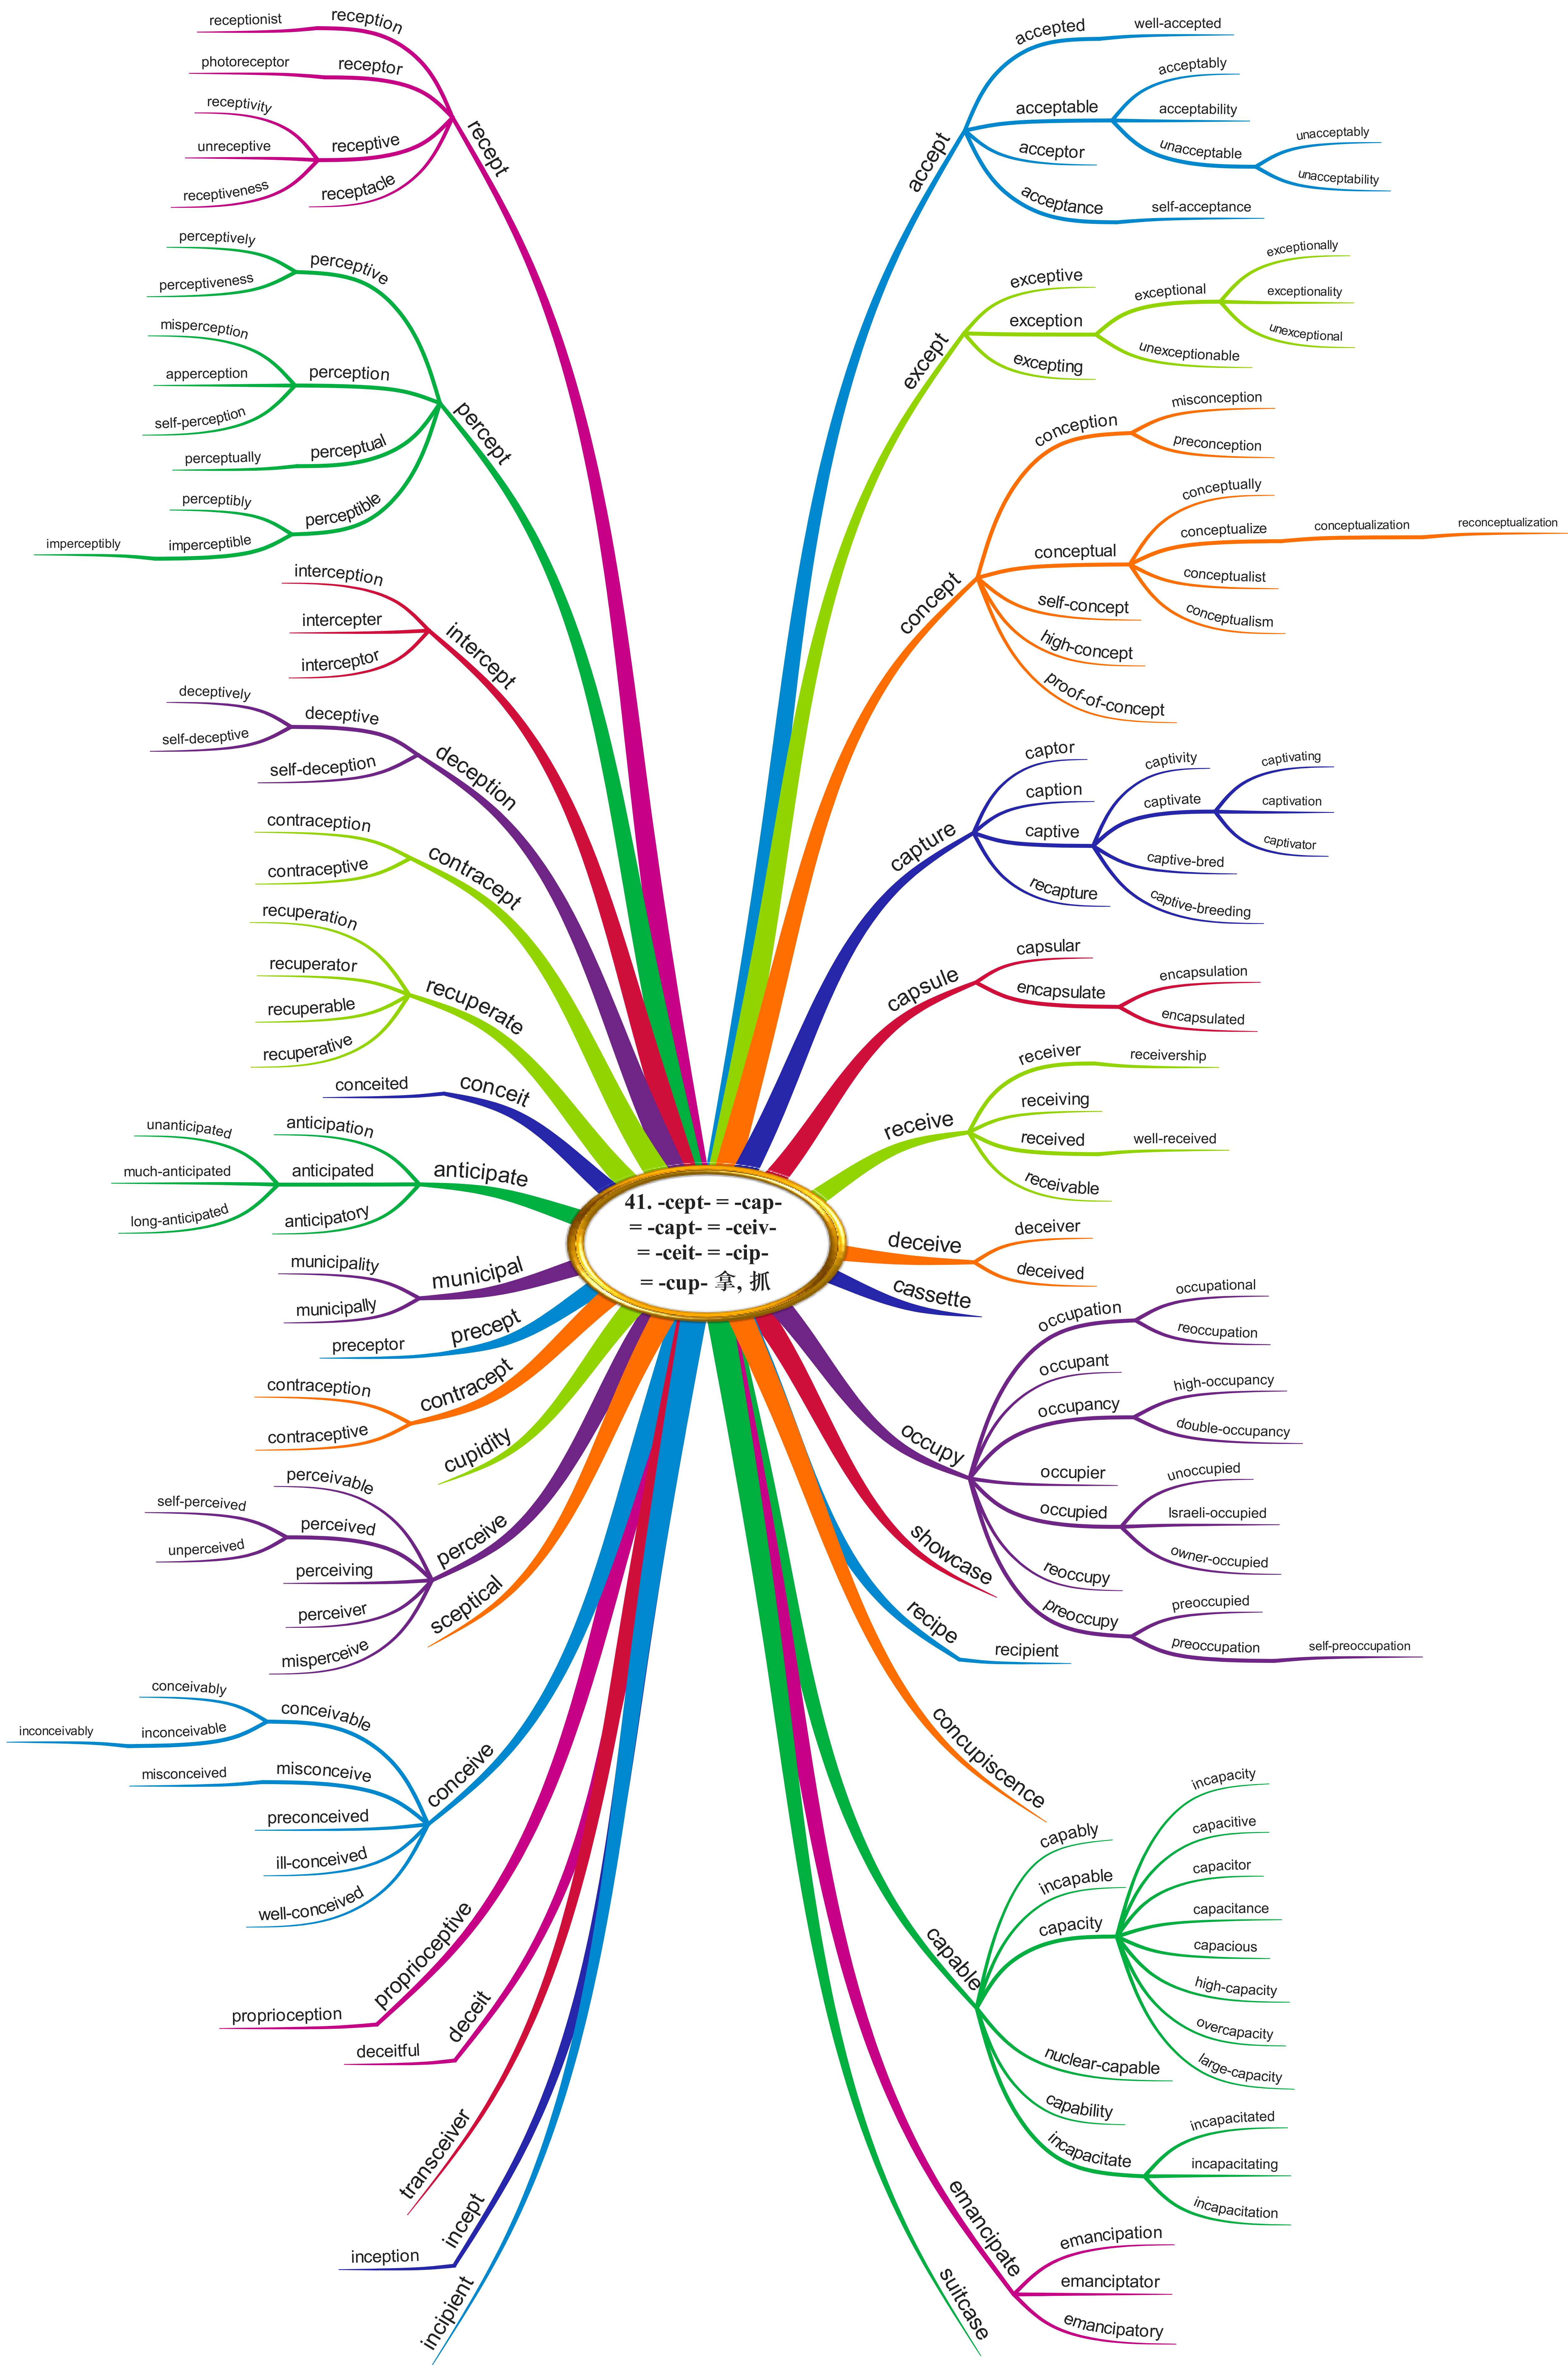 41. -cept- = -cap-
= -capt- = -ceiv-
= -ceit- = -cip-
= -cup- 拿, 抓
accept
accepted
well-accepted
acceptable
acceptably
acceptability
unacceptable
unacceptably
unacceptability
acceptor
acceptance
self-acceptance
except
exceptive
exception
exceptional
exceptionally
exceptionality
unexceptional
unexceptionable
excepting
concept
conception
misconception
preconception
conceptual
conceptually
conceptualize
conceptualization
reconceptualization
conceptualist
conceptualism
self-concept
high-concept
proof-of-concept
capture
captor
caption
captive
captivity
captivate
captivating
captivation
captivator
captive-bred
captive-breeding
recapture
capsule
capsular
encapsulate
encapsulation
encapsulated
receive
receiver
receivership
receiving
received
well-received
receivable
deceive
deceiver
deceived
cassette
occupy
occupation
occupational
reoccupation
occupant
occupancy
high-occupancy
double-occupancy
occupier
occupied
unoccupied
Israeli-occupied
owner-occupied
reoccupy
preoccupy
preoccupied
preoccupation
self-preoccupation
showcase
recipe
recipient
concupiscence
capable
capably
incapable
capacity
incapacity
capacitive
capacitor
capacitance
capacious
high-capacity
overcapacity
large-capacity
nuclear-capable
capability
incapacitate
incapacitated
incapacitating
incapacitation
emancipate
emancipation
emanciptator
emancipatory
suitcase
recept
reception
receptionist
receptor
photoreceptor
receptive
receptivity
unreceptive
receptiveness
receptacle
percept
perceptive
perceptively
perceptiveness
perception
misperception
apperception
self-perception
perceptual
perceptually
perceptible
perceptibly
imperceptible
imperceptibly
intercept
interception
intercepter
interceptor
deception
deceptive
deceptively
self-deceptive
self-deception
contracept
contraception
contraceptive
recuperate
recuperation
recuperator
recuperable
recuperative
conceit
conceited
anticipate
anticipation
anticipated
unanticipated
much-anticipated
long-anticipated
anticipatory
municipal
municipality
municipally
precept
preceptor
contracept
contraception
contraceptive
cupidity
perceive
perceivable
perceived
self-perceived
unperceived
perceiving
perceiver
misperceive
sceptical
conceive
conceivable
conceivably
inconceivable
inconceivably
misconceive
misconceived
preconceived
ill-conceived
well-conceived
proprioceptive
proprioception
deceit
deceitful
transceiver
incept
inception
incipient